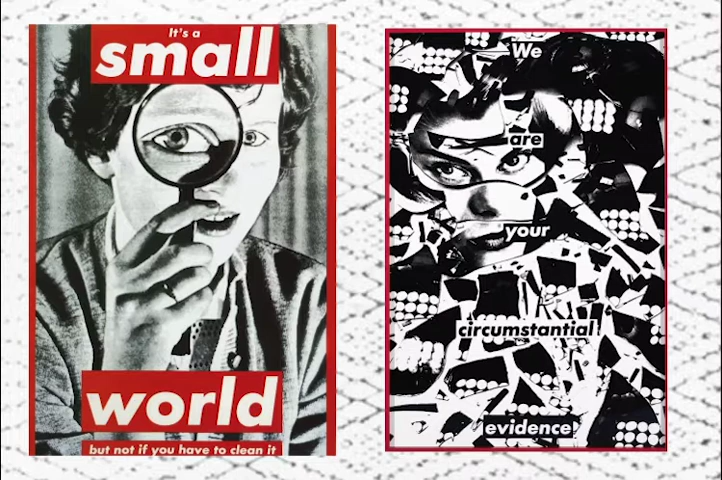 It's a
small
world
but not if you have to clean it
We
are
your
circumstantial
evidence